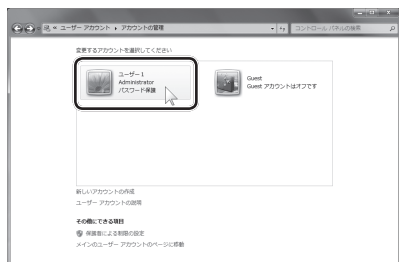 « ユーザー アカウント ▸ アカウントの管理
コントロール パネルの検索
変更するアカウントを選択してください
ユーザー 1
Administrator
パスワード保護
Guest
Guest アカウントはオフです
新しいアカウントの作成
ユーザー アカウントの説明
その他にできる項目
保護者による制限の設定
メインのユーザー アカウントのページに移動